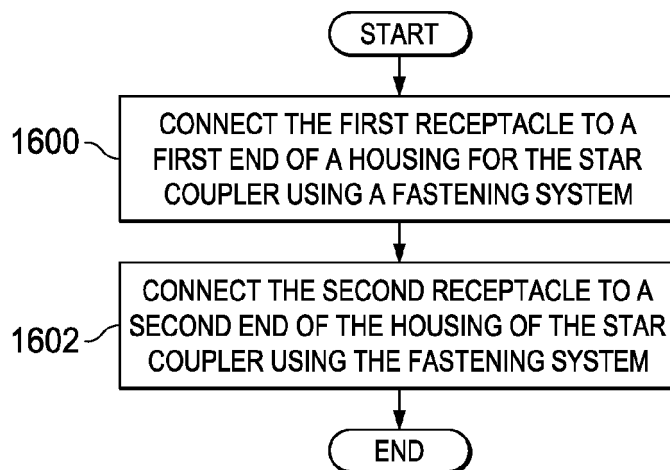 START
1600
CONNECT THE FIRST RECEPTACLE TO A
FIRST END OF A HOUSING FOR THE STAR
COUPLER USING A FASTENING SYSTEM
1602
CONNECT THE SECOND RECEPTACLE TO A
SECOND END OF THE HOUSING OF THE STAR
COUPLER USING THE FASTENING SYSTEM
END